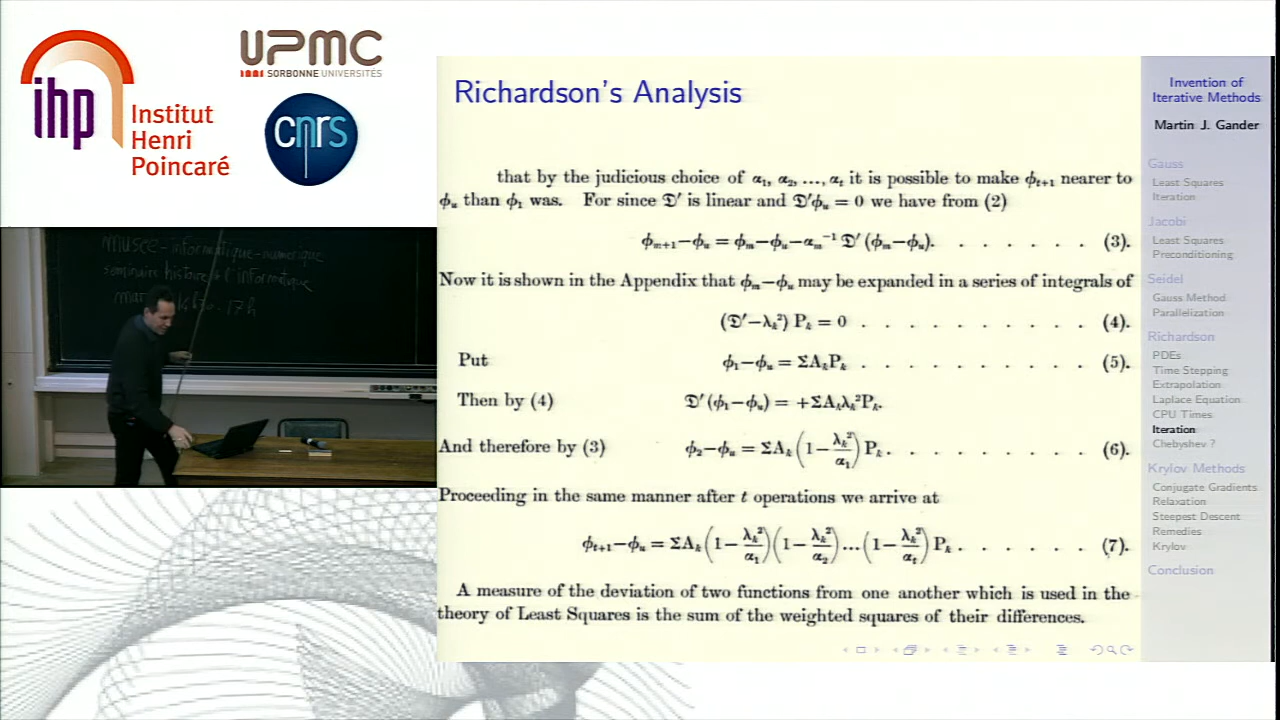 ihp
Institut
Henri
Poincaré
UPMC
SORBONNE UNIVERSITÉS
cnrs
musée-informatique-numérique
séminaire histoire de l'informatique
17h
Richardson's Analysis
that by the judicious choice of α₁, α₂, ..., αₜ it is possible to make ϕₜ₊₁ nearer to
ϕᵤ than ϕ₁ was. For since 𝔇′ is linear and 𝔇′ϕᵤ = 0 we have from (2)
ϕₘ₊₁−ϕᵤ = ϕₘ−ϕᵤ−αₘ⁻¹ 𝔇′ (ϕₘ−ϕᵤ). . . . . . . (3).
Now it is shown in the Appendix that ϕₘ−ϕᵤ may be expanded in a series of integrals of
(𝔇′−λₖ²) Pₖ = 0 . . . . . . . . . . . (4).
Put ϕ₁−ϕᵤ = ΣAₖPₖ . . . . . . . . . . . (5).
Then by (4) 𝔇′ (ϕ₁−ϕᵤ) = +ΣAₖλₖ²Pₖ.
And therefore by (3) ϕ₂−ϕᵤ = ΣAₖ(1−λₖ²/α₁) Pₖ. . . . . . . . . (6).
Proceeding in the same manner after t operations we arrive at
ϕₜ₊₁−ϕᵤ = ΣAₖ(1−λₖ²/α₁)(1−λₖ²/α₂)...(1−λₖ²/αₜ) Pₖ . . . . . . (7).
A measure of the deviation of two functions from one another which is used in the
theory of Least Squares is the sum of the weighted squares of their differences.
Invention of
Iterative Methods
Martin J. Gander
Gauss
Least Squares
Iteration
Jacobi
Least Squares
Preconditioning
Seidel
Gauss Method
Parallelization
Richardson
PDEs
Time Stepping
Extrapolation
Laplace Equation
CPU Times
Iteration
Chebyshev ?
Krylov Methods
Conjugate Gradients
Relaxation
Steepest Descent
Remedies
Krylov
Conclusion